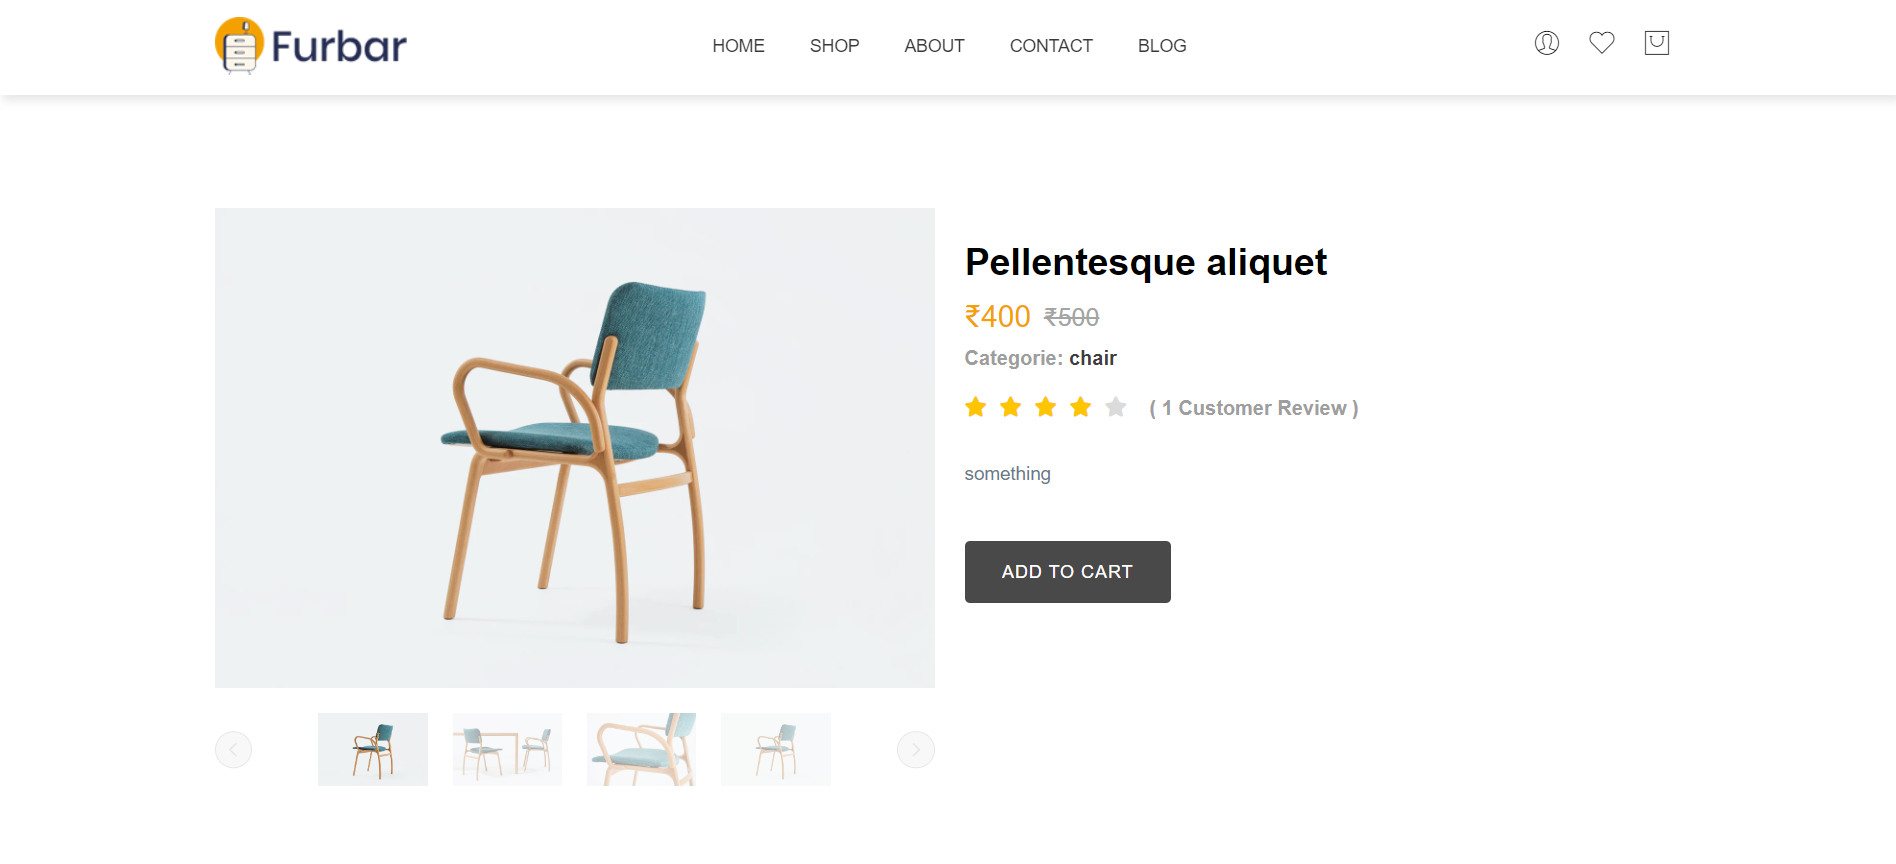 Furbar
HOME SHOP ABOUT CONTACT BLOG
Pellentesque aliquet
₹400 ₹500
Categorie: chair
( 1 Customer Review )
something
ADD TO CART